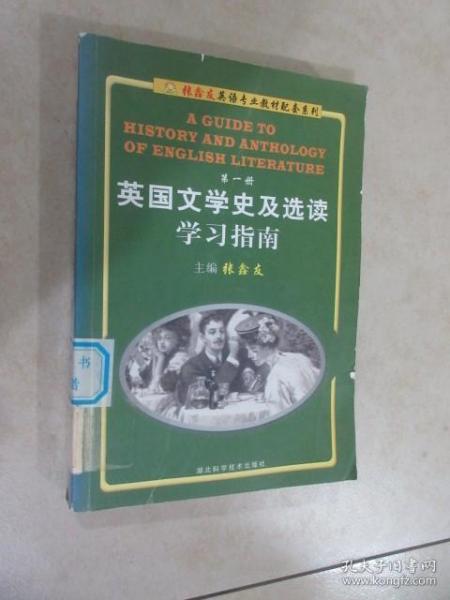 张鑫友英语专业教材配套系列
A GUIDE TO
HISTORY AND ANTHOLOGY
OF ENGLISH LITERATURE
第一册
英国文学史及选读
学习指南
主编 张鑫友
书
湖北科学技术出版社
孔夫子旧书网
www.kongfz.com